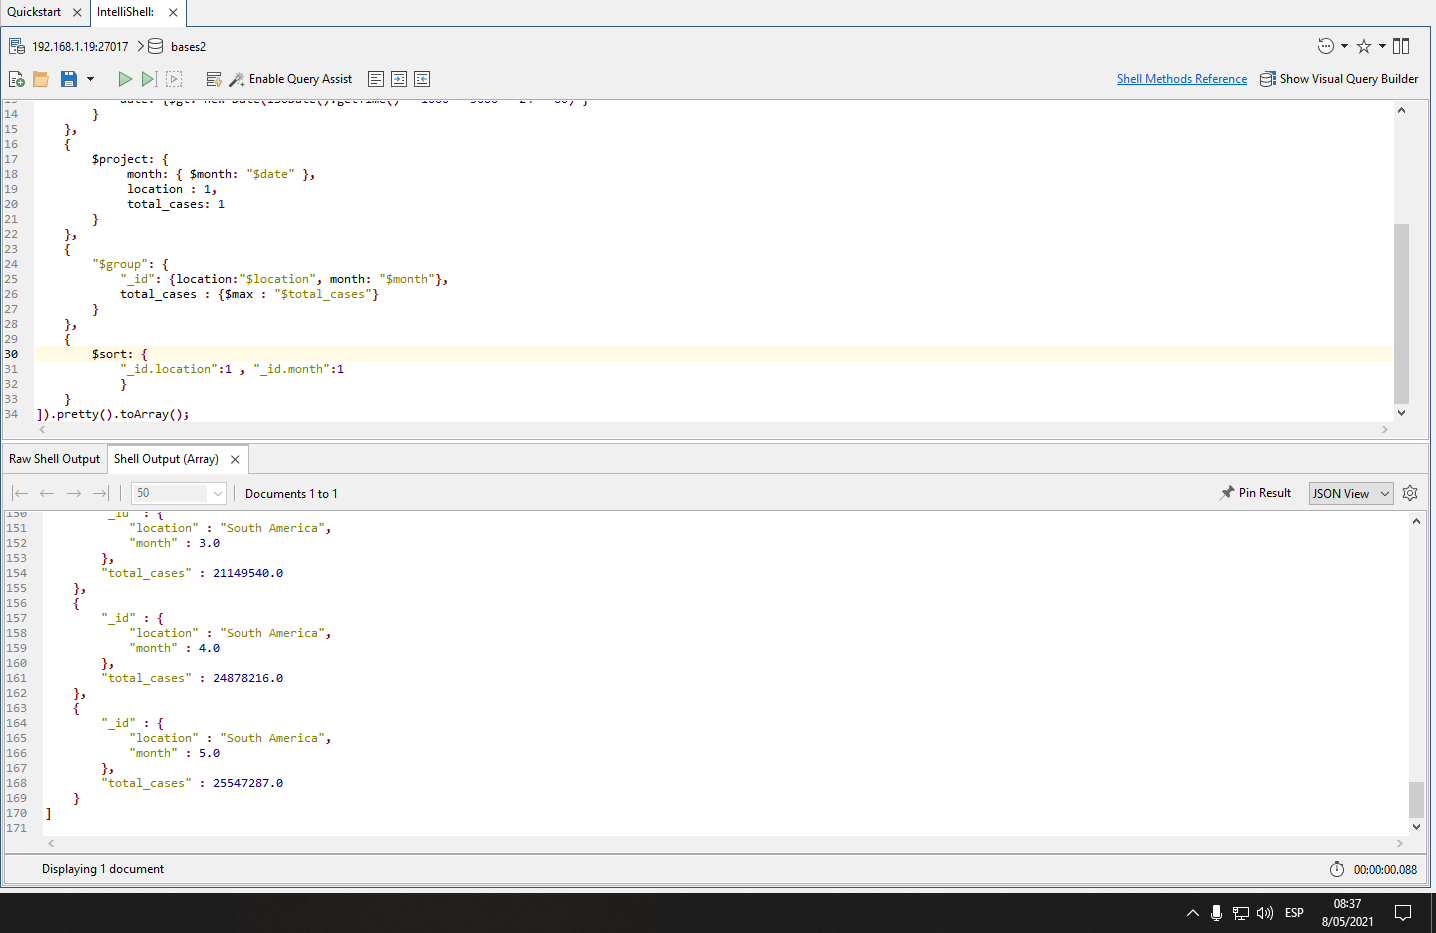 Quickstart
IntelliShell:
192.168.1.19:27017
bases2
Enable Query Assist
Shell Methods Reference
Show Visual Query Builder
14 }
15 },
16 {
17 $project: {
18 month: { $month: "$date" },
19 location : 1,
20 total_cases: 1
21 }
22 },
23 {
24 "$group": {
25 "_id": {location:"$location", month: "$month"},
26 total_cases : {$max : "$total_cases"}
27 }
28 },
29 {
30 $sort: {
31 "_id.location":1 , "_id.month":1
32 }
33 }
34 ]).pretty().toArray();
Raw Shell Output
Shell Output (Array)
50
Documents 1 to 1
Pin Result
JSON View
150 "_id" : {
151 "location" : "South America",
152 "month" : 3.0
153 },
154 "total_cases" : 21149540.0
155 },
156 {
157 "_id" : {
158 "location" : "South America",
159 "month" : 4.0
160 },
161 "total_cases" : 24878216.0
162 },
163 {
164 "_id" : {
165 "location" : "South America",
166 "month" : 5.0
167 },
168 "total_cases" : 25547287.0
169 }
170 ]
171
Displaying 1 document
00:00:00.088
ESP
08:37
8/05/2021